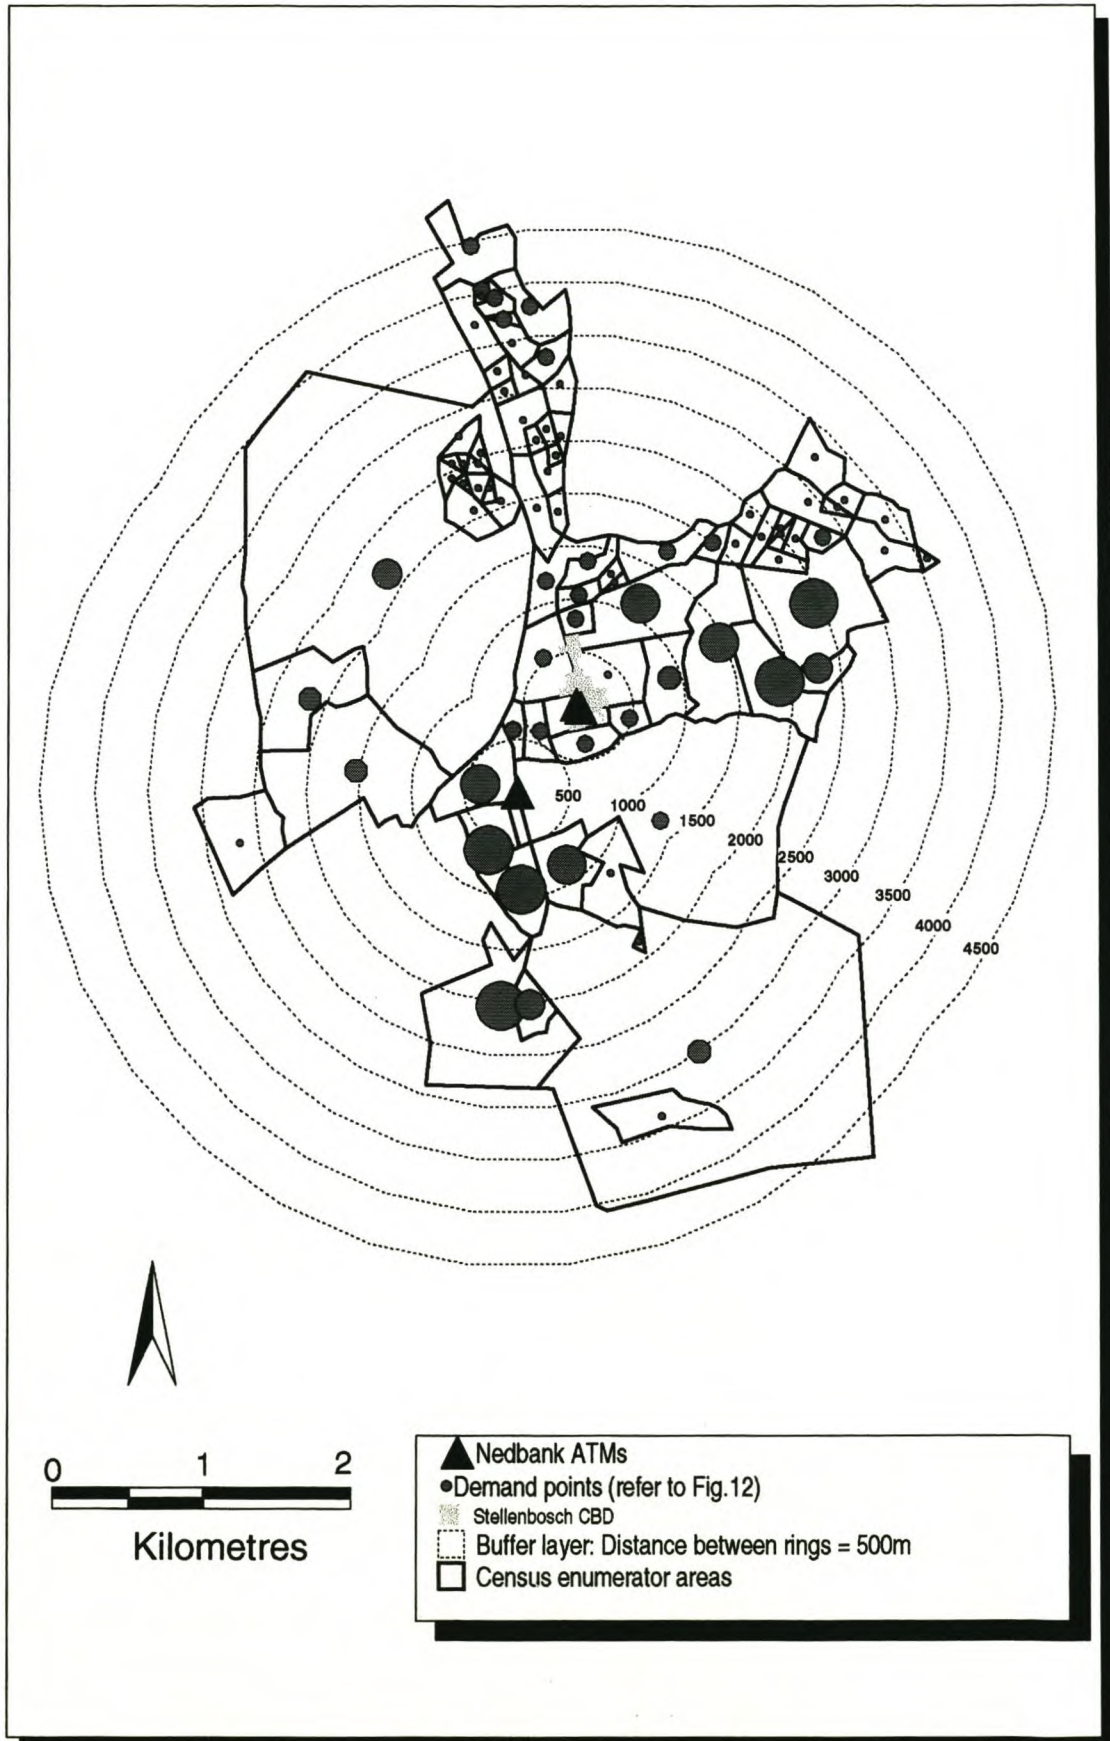 500
1000
1500
2000
2500
3000
3500
4000
4500
0 1 2
Kilometres
Nedbank ATMs
Demand points (refer to Fig.12)
Stellenbosch CBD
Buffer layer: Distance between rings = 500m
Census enumerator areas